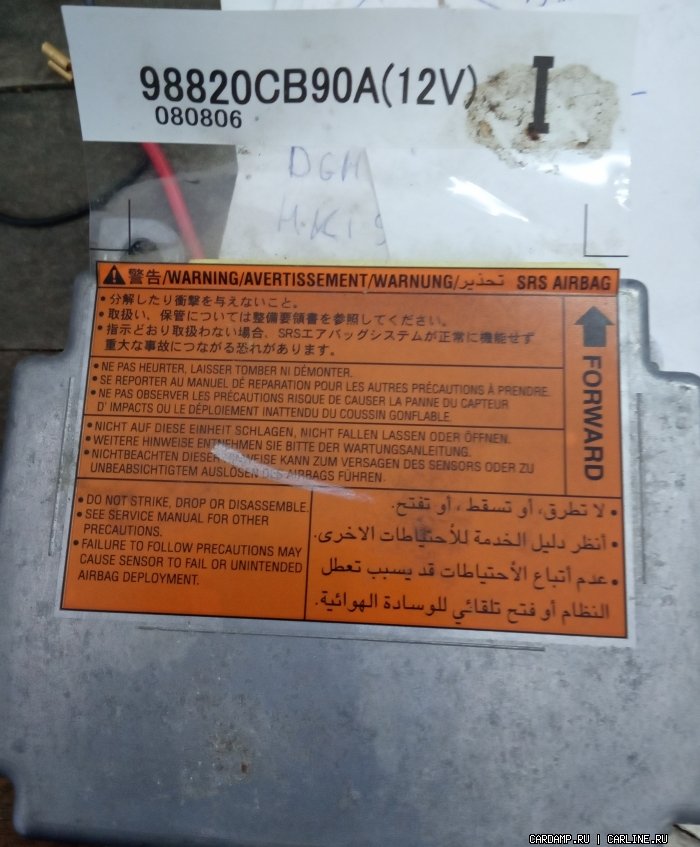 98820CB90A(12V) I
080806
DGM
警告/WARNING/AVERTISSEMENT/WARNUNG/تحذير SRS AIRBAG
• 分解したり衝撃を与えないこと。
• 取扱い、保管については整備要領書を参照してください。
• 指示どおり取扱わない場合、SRSエアバッグシステムが正常に機能せず
重大な事故につながる恐れがあります。
FORWARD
• NE PAS HEURTER, LAISSER TOMBER NI DÉMONTER.
• SE REPORTER AU MANUEL DE REPARATION POUR LES AUTRES PRÉCAUTIONS À PRENDRE.
• NE PAS OBSERVER LES PRÉCAUTIONS RISQUE DE CAUSER LA PANNE DU CAPTEUR
D' IMPACTS OU LE DÉPLOIEMENT INATTENDU DU COUSSIN GONFLABLE.
• NICHT AUF DIESE EINHEIT SCHLAGEN, NICHT FALLEN LASSEN ODER ÖFFNEN.
• WEITERE HINWEISE ENTNEHMEN SIE BITTE DER WARTUNGSANLEITUNG.
• NICHTBEACHTEN DIESER HINWEISE KANN ZUM VERSAGEN DES SENSORS ODER ZU
UNBEABSICHTIGTEM AUSLÖSEN DES AIRBAGS FÜHREN.
• DO NOT STRIKE, DROP OR DISASSEMBLE.
• SEE SERVICE MANUAL FOR OTHER
PRECAUTIONS.
• FAILURE TO FOLLOW PRECAUTIONS MAY
CAUSE SENSOR TO FAIL OR UNINTENDED
AIRBAG DEPLOYMENT.
• لا تطرق، أو تسقط، أو تفتح.
• أنظر دليل الخدمة للأحتياطات الاخرى.
• عدم أتباع الأحتياطات قد يسبب تعطل
النظام أو فتح تلقائي للوسادة الهوائية.
CARDAMP.RU | CARLINE.RU